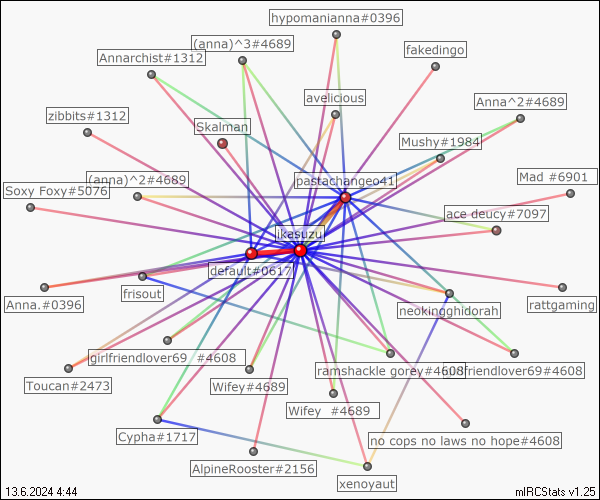 hypomanianna#0396
(anna)^3#4689
fakedingo
Annarchist#1312
avelicious
Anna^2#4689
zibbits#1312
Skalman
Mushy#1984
(anna)^2#4689
pastachangeo41
Mad  #6901
Soxy Foxy#5076
ace deucy#7097
ikasuzu
default#0617
Anna.#0396
frisout
neokingghidorah
rattgaming
girlfriendlover69  #4608
ramshackle gorey#4608
girlfriendlover69#4608
Toucan#2473
Wifey#4689
Wifey  #4689
Cypha#1717
no cops no laws no hope#4608
AlpineRooster#2156
xenoyaut
13.6.2024 4:44
mIRCStats v1.25